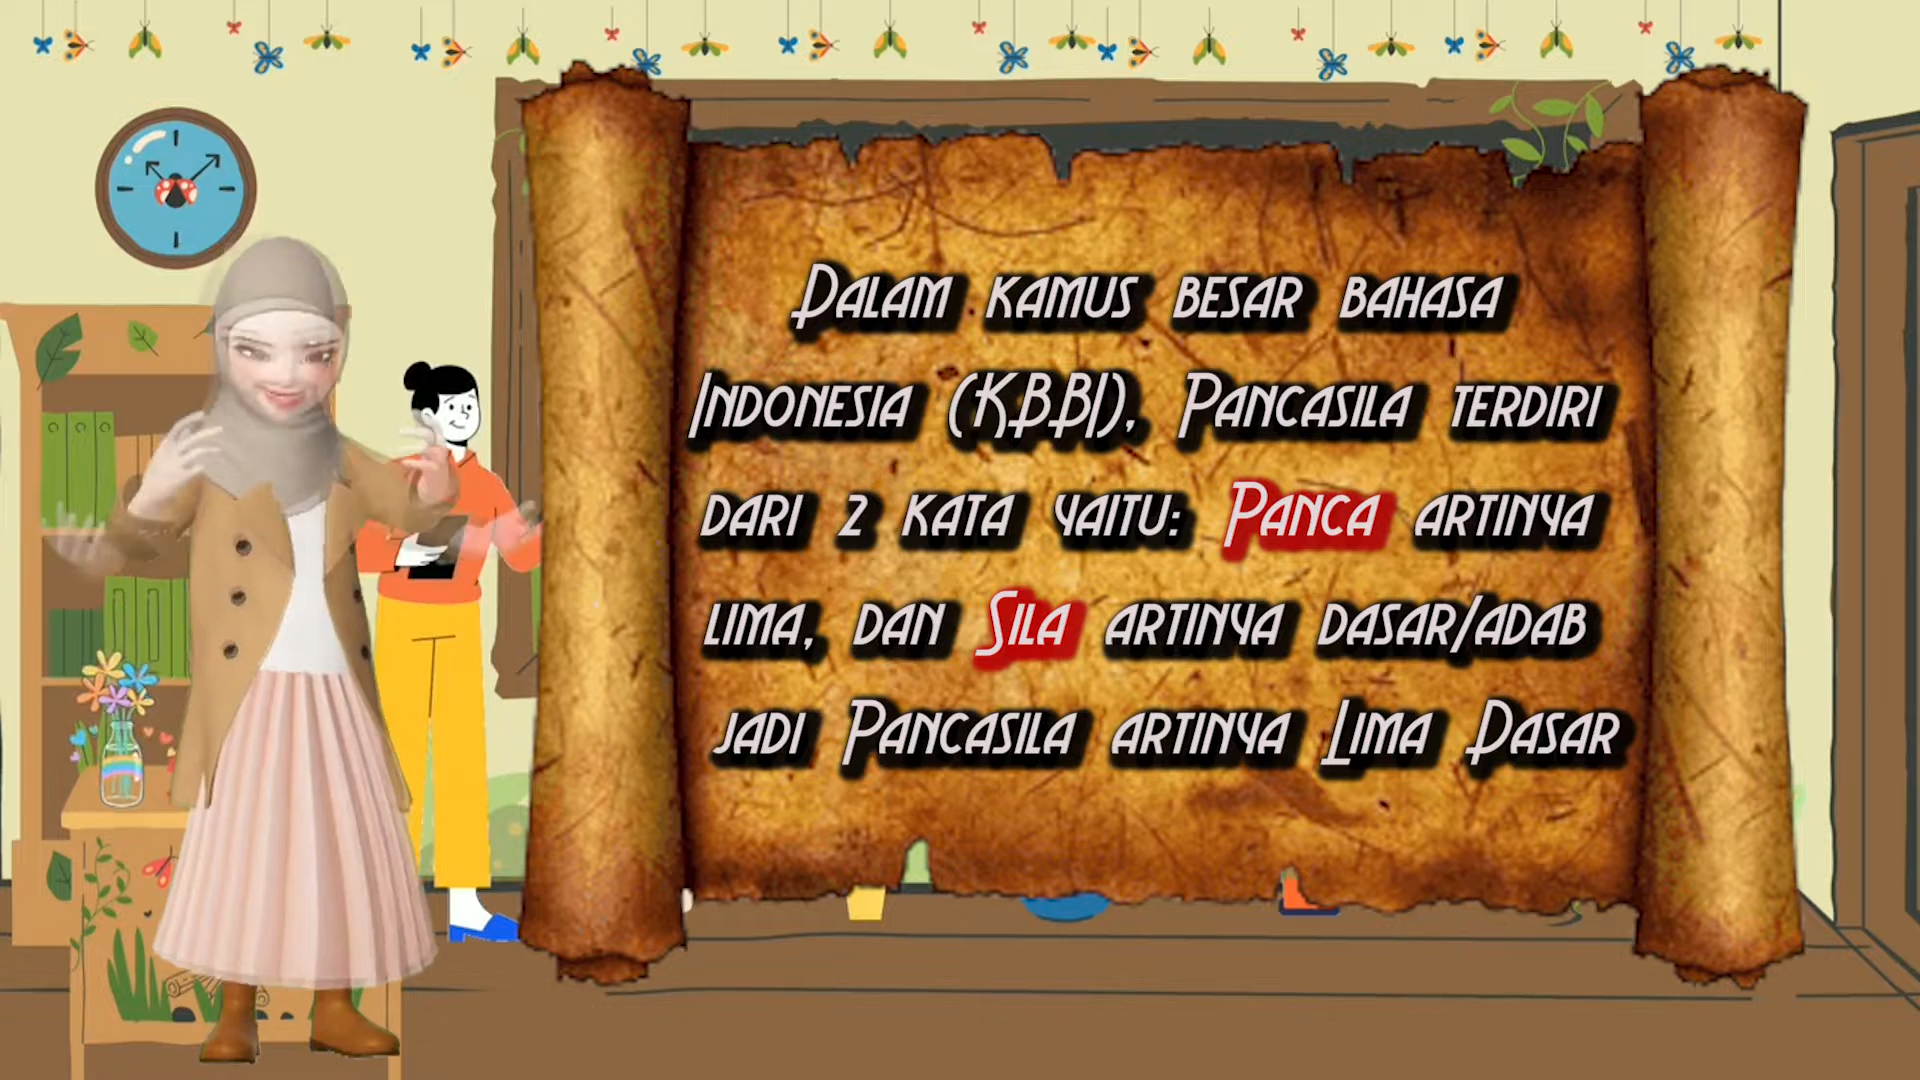 Dalam kamus besar bahasa
Indonesia (KBBI), Pancasila terdiri
dari 2 kata yaitu: Panca artinya
lima, dan Sila artinya dasar/adab
jadi Pancasila artinya Lima Dasar